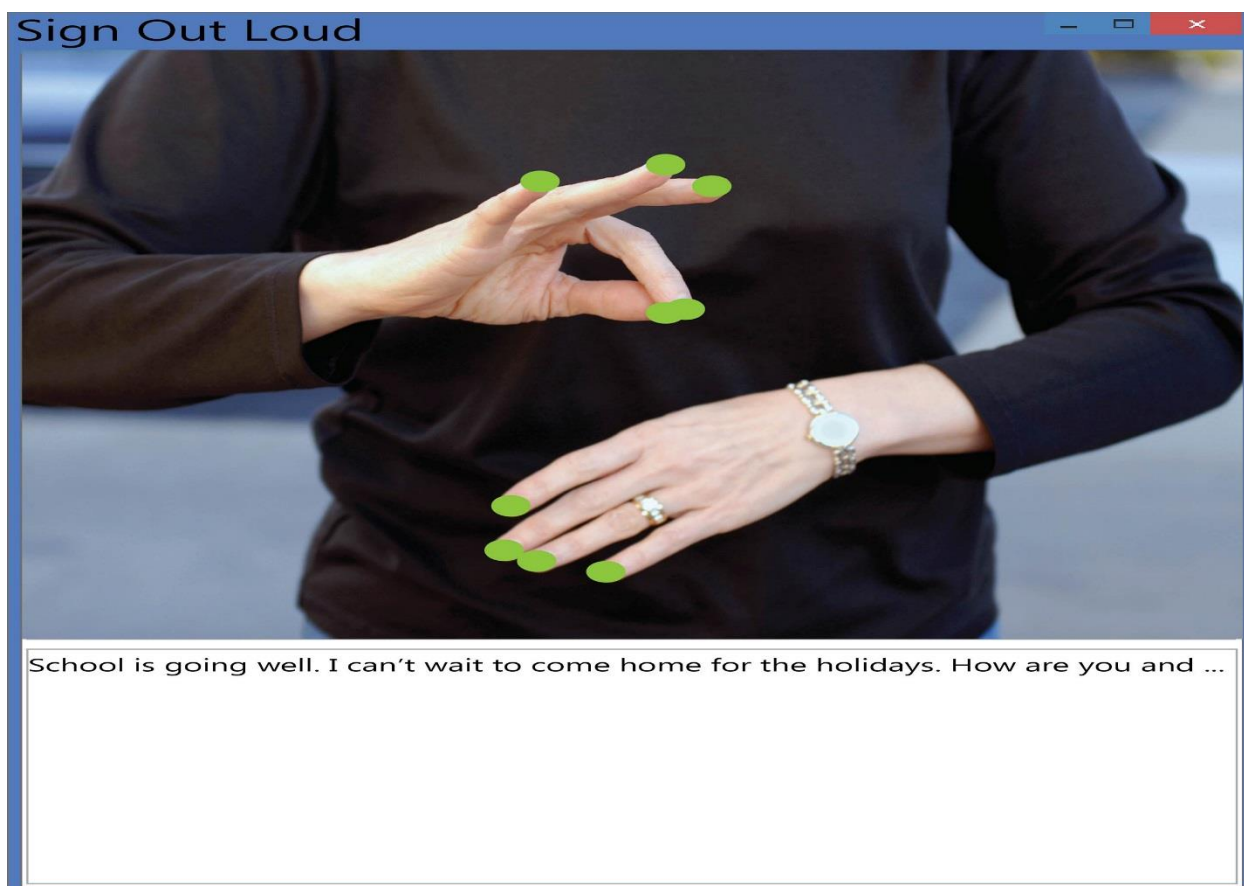 Sign Out Loud
School is going well. I can’t wait to come home for the holidays. How are you and ...